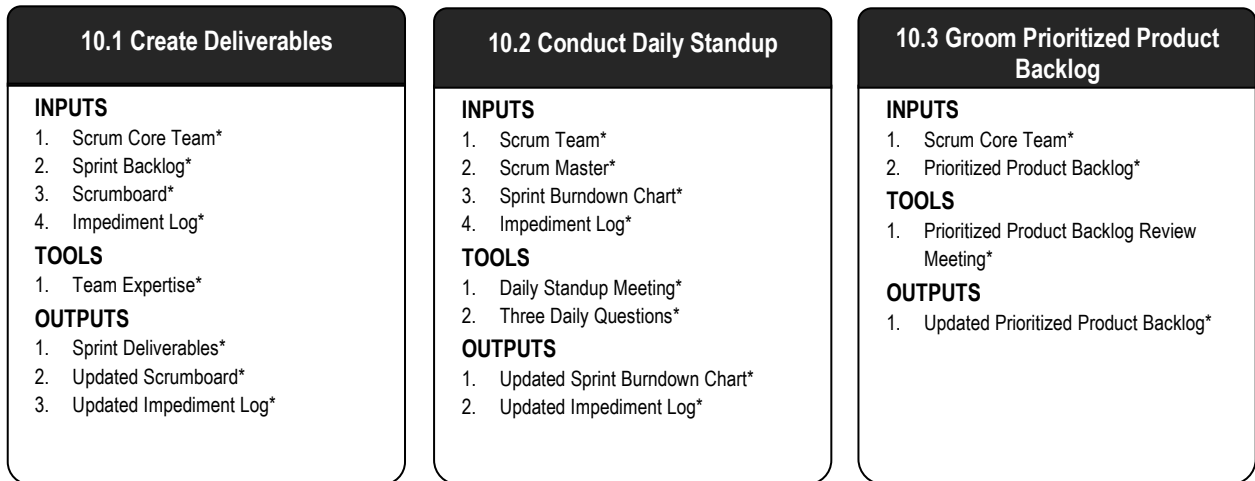 10.1 Create Deliverables
INPUTS
1. Scrum Core Team*
2. Sprint Backlog*
3. Scrumboard*
4. Impediment Log*
TOOLS
1. Team Expertise*
OUTPUTS
1. Sprint Deliverables*
2. Updated Scrumboard*
3. Updated Impediment Log*
10.2 Conduct Daily Standup
INPUTS
1. Scrum Team*
2. Scrum Master*
3. Sprint Burndown Chart*
4. Impediment Log*
TOOLS
1. Daily Standup Meeting*
2. Three Daily Questions*
OUTPUTS
1. Updated Sprint Burndown Chart*
2. Updated Impediment Log*
10.3 Groom Prioritized Product
Backlog
INPUTS
1. Scrum Core Team*
2. Prioritized Product Backlog*
TOOLS
1. Prioritized Product Backlog Review
Meeting*
OUTPUTS
1. Updated Prioritized Product Backlog*